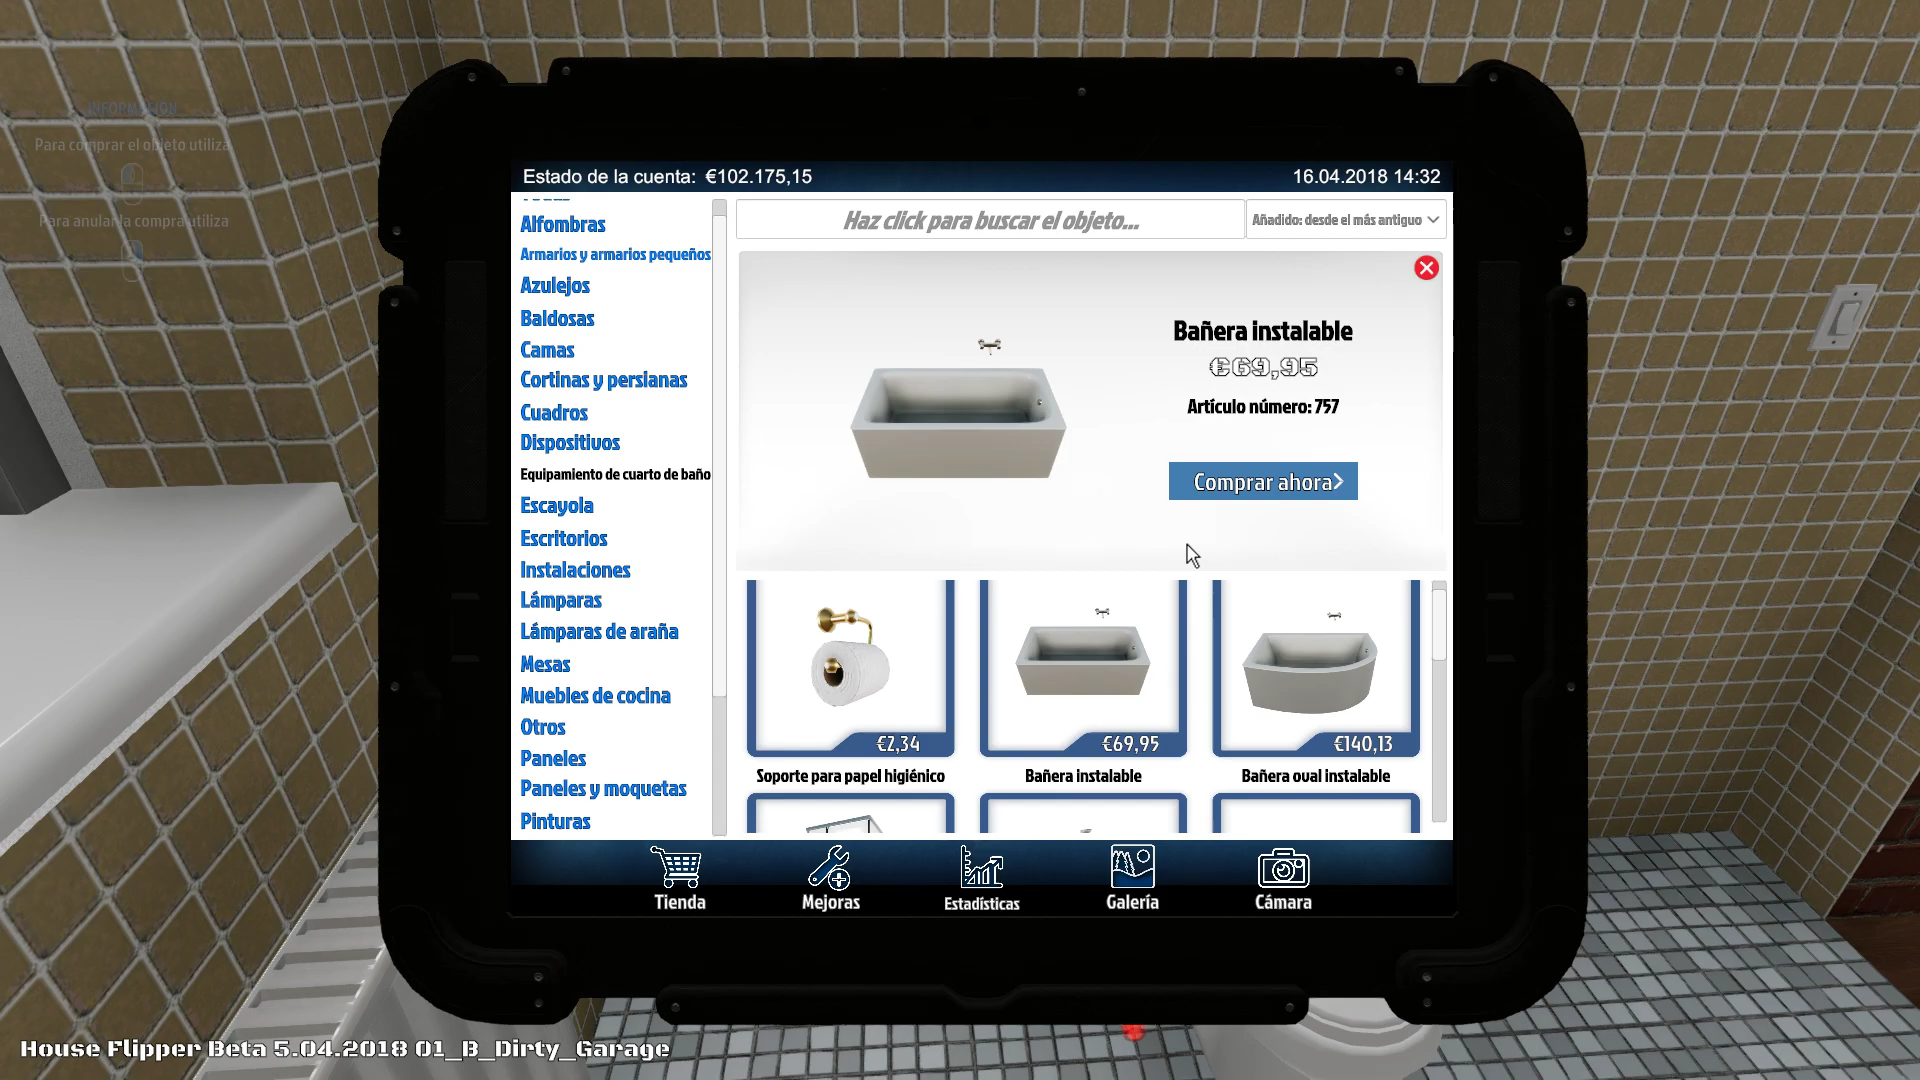 INFORMACIÓN
Para comprar el objeto utiliza
Para anular la compra utiliza
Estado de la cuenta: €102.175,15
16.04.2018 14:32
Alfombras
Armarios y armarios pequeños
Azulejos
Baldosas
Camas
Cortinas y persianas
Cuadros
Dispositivos
Equipamiento de cuarto de baño
Escayola
Escritorios
Instalaciones
Lámparas
Lámparas de araña
Mesas
Muebles de cocina
Otros
Paneles
Paneles y moquetas
Pinturas
Haz click para buscar el objeto...
Añadido: desde el más antiguo
Bañera instalable
€69,95
Artículo número: 757
Comprar ahora
€2,34
€69,95
€140,13
Soporte para papel higiénico
Bañera instalable
Bañera oval instalable
Tienda
Mejoras
Estadísticas
Galería
Cámara
House Flipper Beta 5.04.2018 01_B_Dirty_Garage